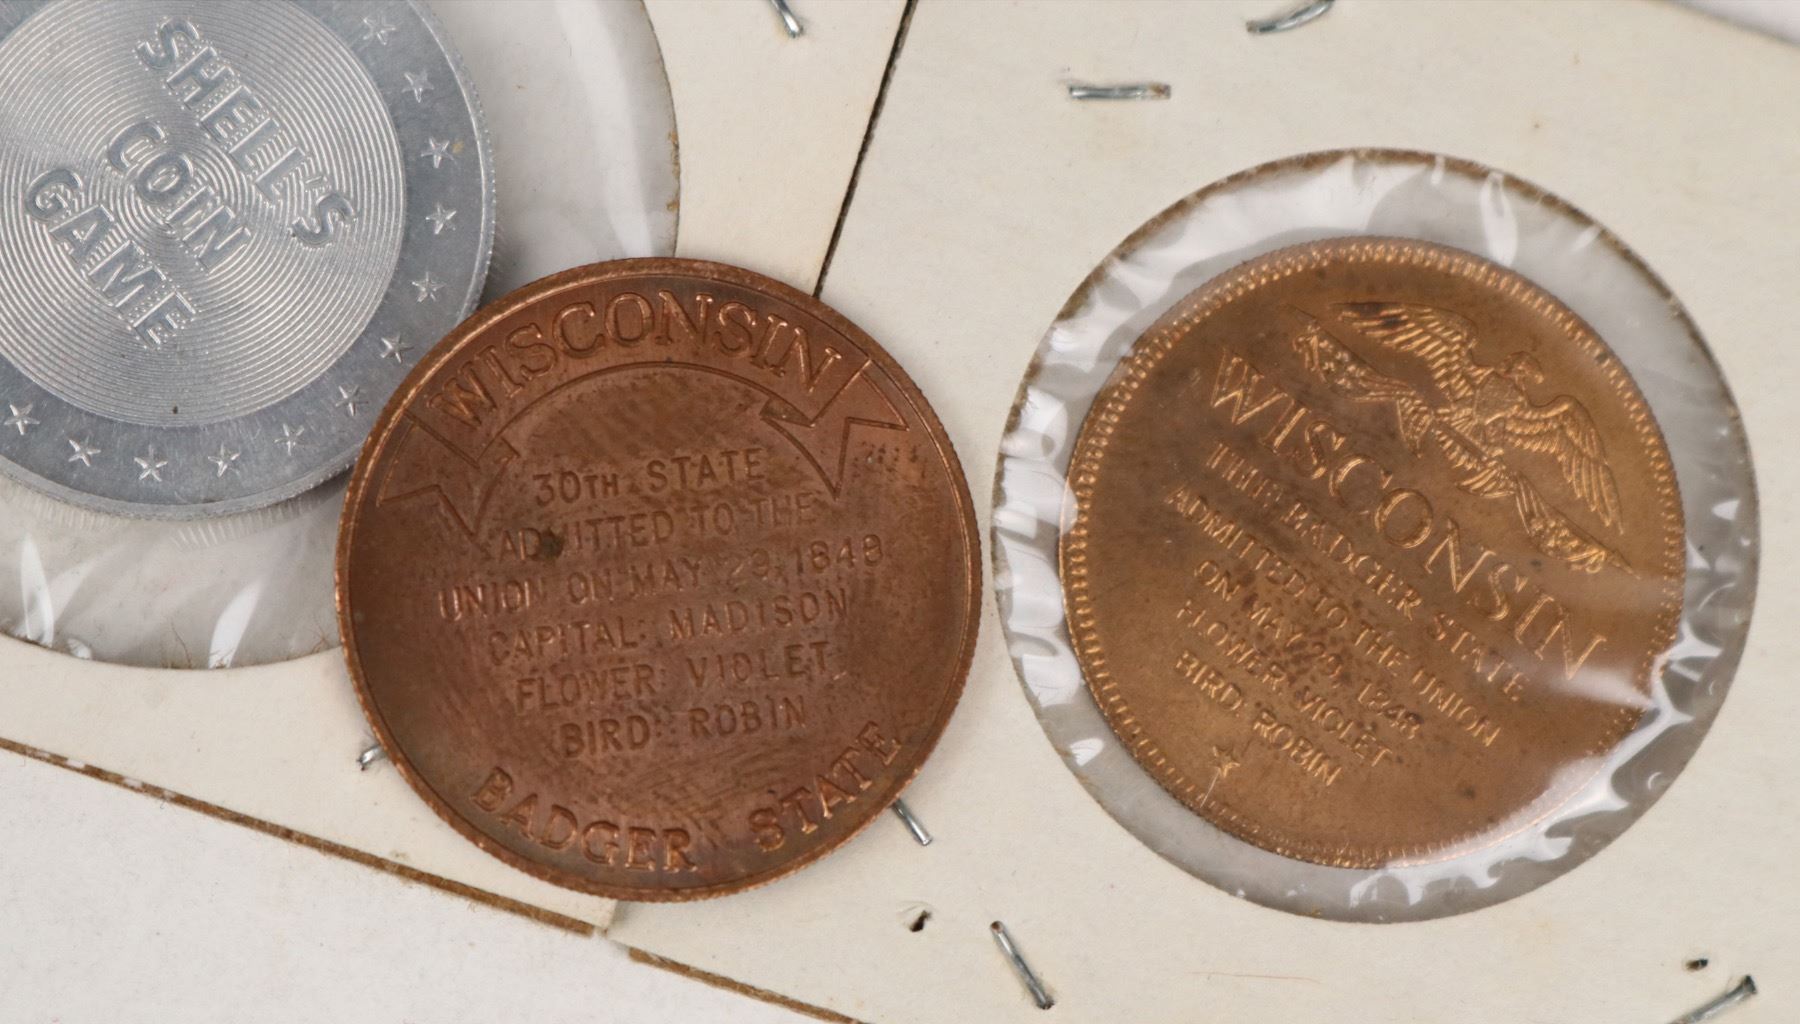 SHELL'S
COIN
GAME
WISCONSIN
30TH STATE
ADMITTED TO THE
UNION ON MAY 29, 1848
CAPITAL: MADISON
FLOWER: VIOLET
BIRD: ROBIN
BADGER STATE
WISCONSIN
THE BADGER STATE
ADMITTED TO THE UNION
ON MAY 29, 1848
FLOWER: VIOLET
BIRD: ROBIN